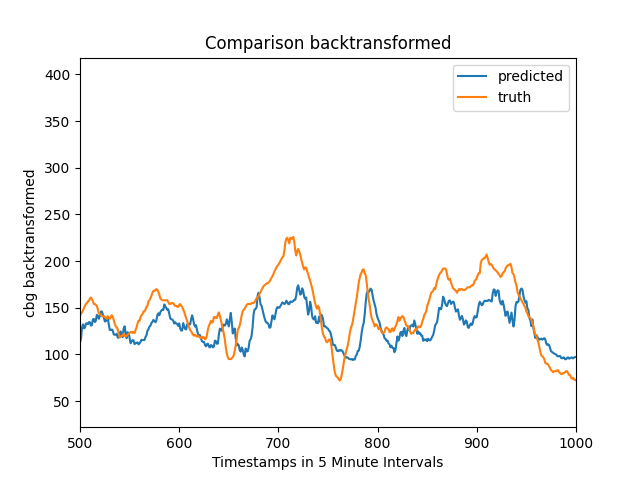 Comparison backtransformed
predicted
truth
400
350
300
250
200
150
100
50
cbg backtransformed
500
600
700
800
900
1000
Timestamps in 5 Minute Intervals